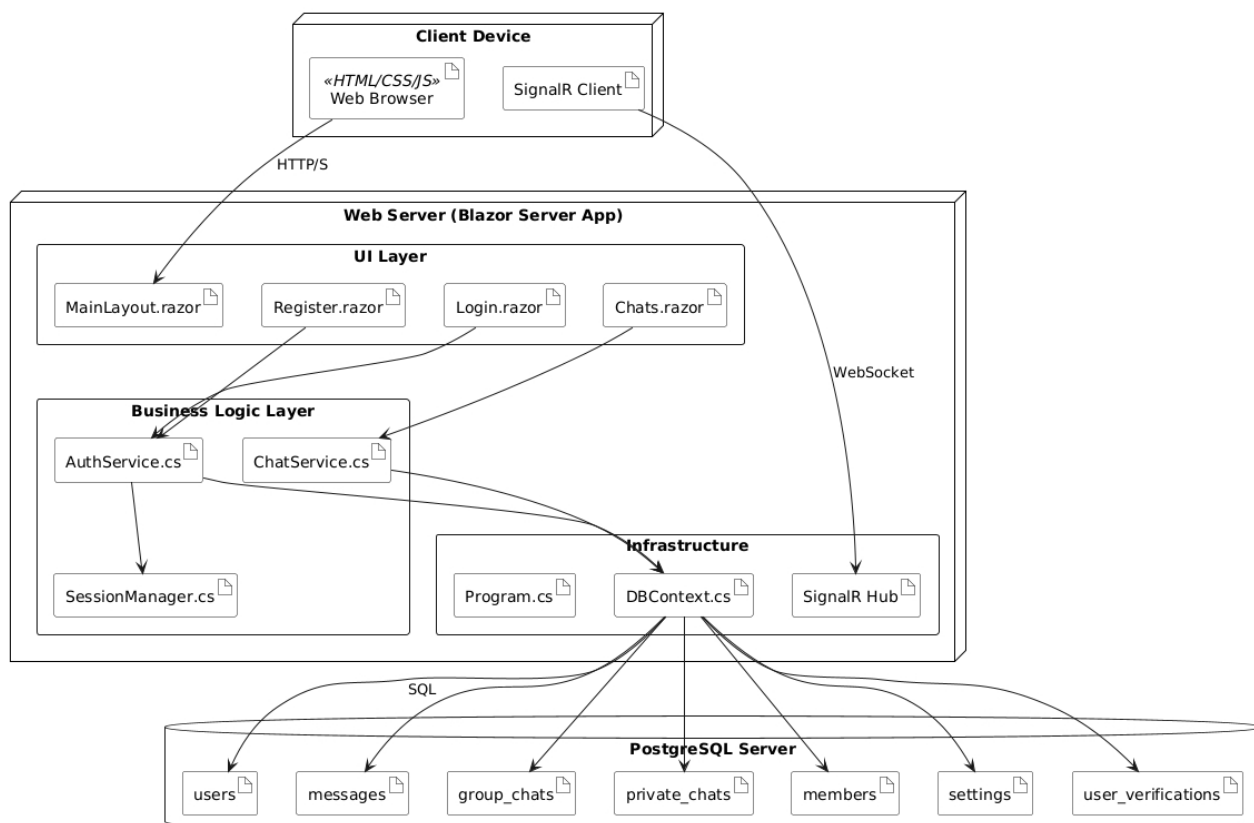 Client Device
«HTML/CSS/JS»
Web Browser
SignalR Client
HTTP/S
Web Server (Blazor Server App)
UI Layer
MainLayout.razor
Register.razor
Login.razor
Chats.razor
WebSocket
Business Logic Layer
AuthService.cs
ChatService.cs
SessionManager.cs
Infrastructure
Program.cs
DBContext.cs
SignalR Hub
SQL
PostgreSQL Server
users
messages
group_chats
private_chats
members
settings
user_verifications